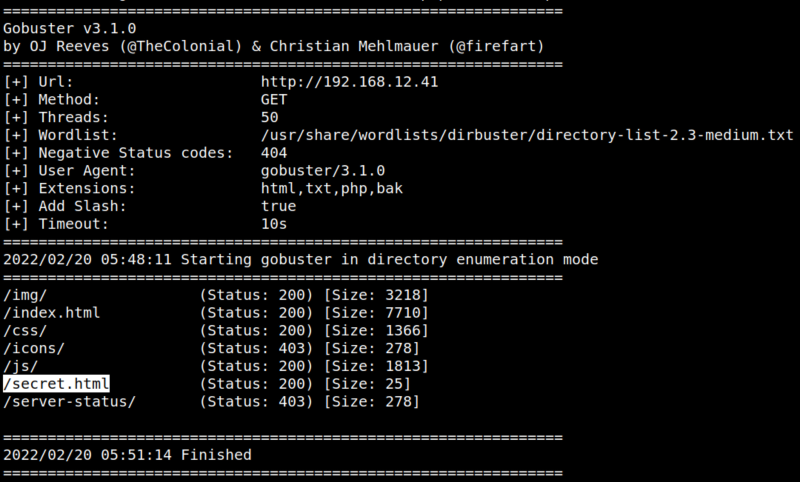 ===============================================================
Gobuster v3.1.0
by OJ Reeves (@TheColonial) & Christian Mehlmauer (@firefart)
===============================================================
[+] Url:                     http://192.168.12.41
[+] Method:                  GET
[+] Threads:                 50
[+] Wordlist:                /usr/share/wordlists/dirbuster/directory-list-2.3-medium.txt
[+] Negative Status codes:   404
[+] User Agent:              gobuster/3.1.0
[+] Extensions:              html,txt,php,bak
[+] Add Slash:               true
[+] Timeout:                 10s
===============================================================
2022/02/20 05:48:11 Starting gobuster in directory enumeration mode
===============================================================
/img/                 (Status: 200) [Size: 3218]
/index.html           (Status: 200) [Size: 7710]
/css/                 (Status: 200) [Size: 1366]
/icons/               (Status: 403) [Size: 278]
/js/                  (Status: 200) [Size: 1813]
/secret.html          (Status: 200) [Size: 25]
/server-status/       (Status: 403) [Size: 278]
===============================================================
2022/02/20 05:51:14 Finished
===============================================================